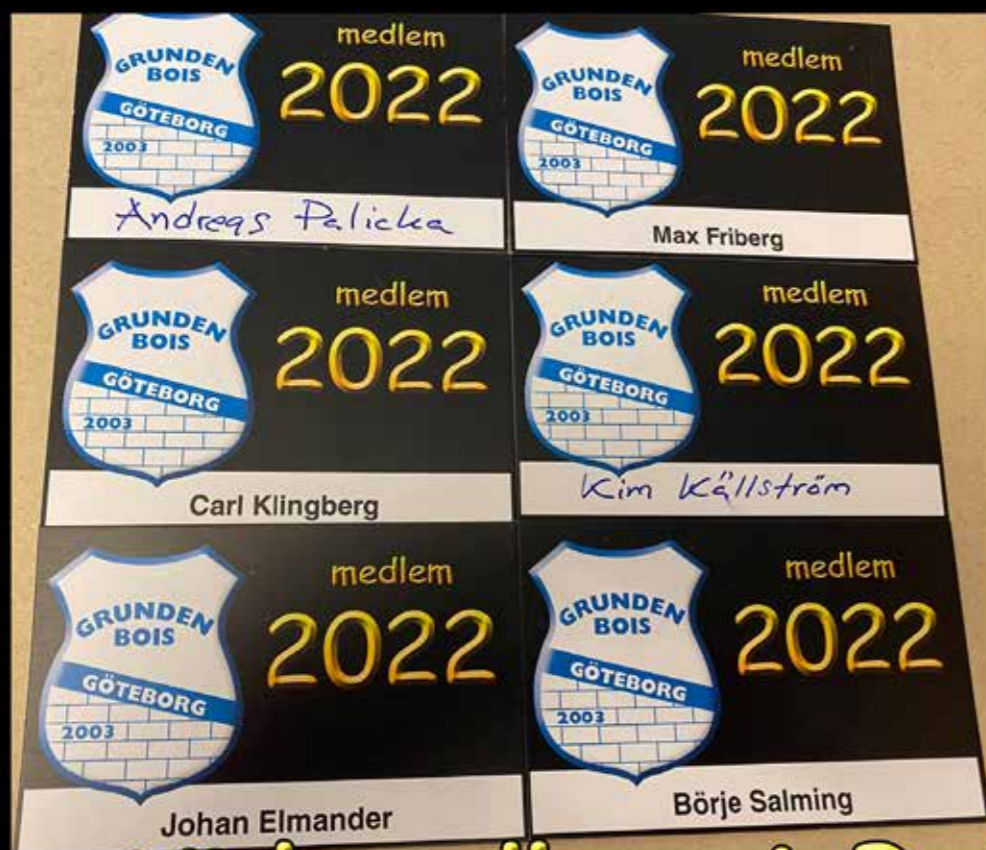 medlem
2022
GRUNDEN
BOIS
GÖTEBORG
2003
Andreas Palicka
medlem
2022
GRUNDEN
BOIS
GÖTEBORG
2003
Max Friberg
medlem
2022
GRUNDEN
BOIS
GÖTEBORG
2003
Carl Klingberg
medlem
2022
GRUNDEN
BOIS
GÖTEBORG
2003
Kim Källström
medlem
2022
GRUNDEN
BOIS
GÖTEBORG
2003
Johan Elmander
medlem
2022
GRUNDEN
BOIS
GÖTEBORG
2003
Börje Salming